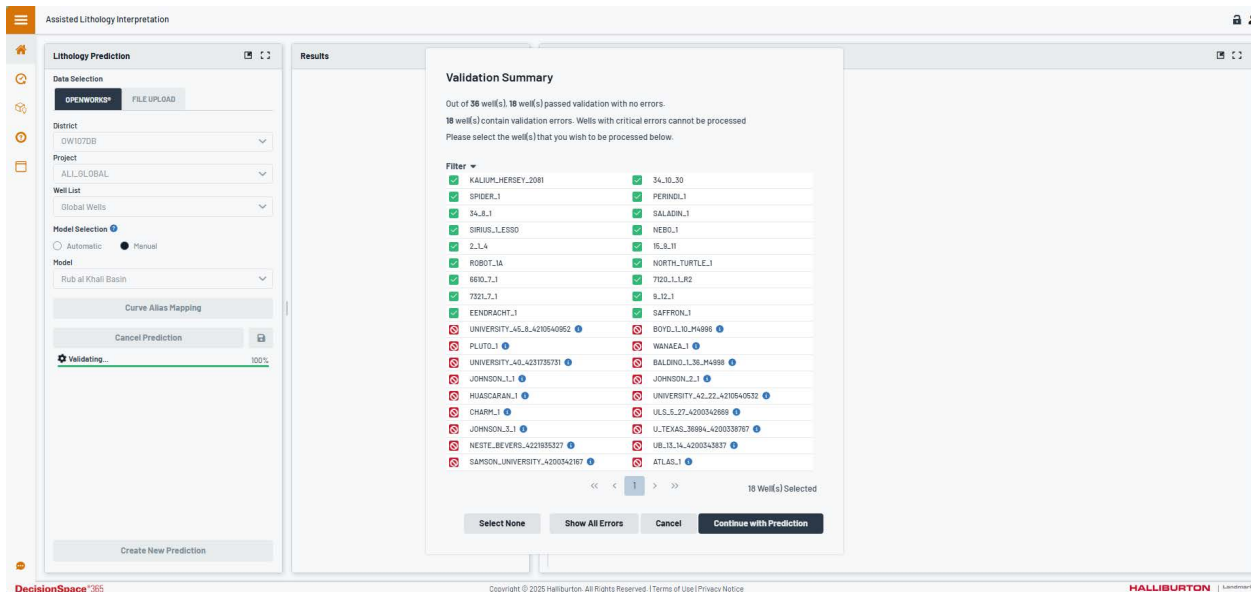 Assisted Lithology Interpretation
Lithology Prediction
Data Selection
OPENWORKS®
FILE UPLOAD
District
OW107DB
Project
ALL_GLOBAL
Well List
Global Wells
Model Selection ?
Automatic
Manual
Model
Rub al Khali Basin
Curve Alias Mapping
Cancel Prediction
Validating...
100%
Create New Prediction
Results
Validation Summary
Out of 36 well(s), 18 well(s) passed validation with no errors.
18 well(s) contain validation errors. Wells with critical errors cannot be processed
Please select the well(s) that you wish to be processed below.
Filter
KALIUM_HERSEY_2081 34_10_30
SPIDER_1 PERINDI_1
34_8_1 SALADIN_1
SIRIUS_1_ESSO NEBO_1
2_1_4 15_9_11
ROBOT_1A NORTH_TURTLE_1
6610_7_1 7120_1_1_R2
7321_7_1 9_12_1
EENDRACHT_1 SAFFRON_1
UNIVERSITY_45_8_4210540952 BOYD_1_10_M4996
PLUTO_1 WANAEA_1
UNIVERSITY_40_4231735731 BALDINO_1_36_M4998
JOHNSON_1_1 JOHNSON_2_1
HUASCARAN_1 UNIVERSITY_42_22_4210540532
CHARM_1 ULS_5_27_4200342669
JOHNSON_3_1 U_TEXAS_36994_4200338767
NESTE_BEVERS_4221935327 UB_13_14_4200343837
SAMSON_UNIVERSITY_4200342167 ATLAS_1
<< < 1 > >>
18 Well(s) Selected
Select None
Show All Errors
Cancel
Continue with Prediction
DecisionSpace®365
Copyright © 2025 Halliburton. All Rights Reserved. | Terms of Use | Privacy Notice
HALLIBURTON | Landmark